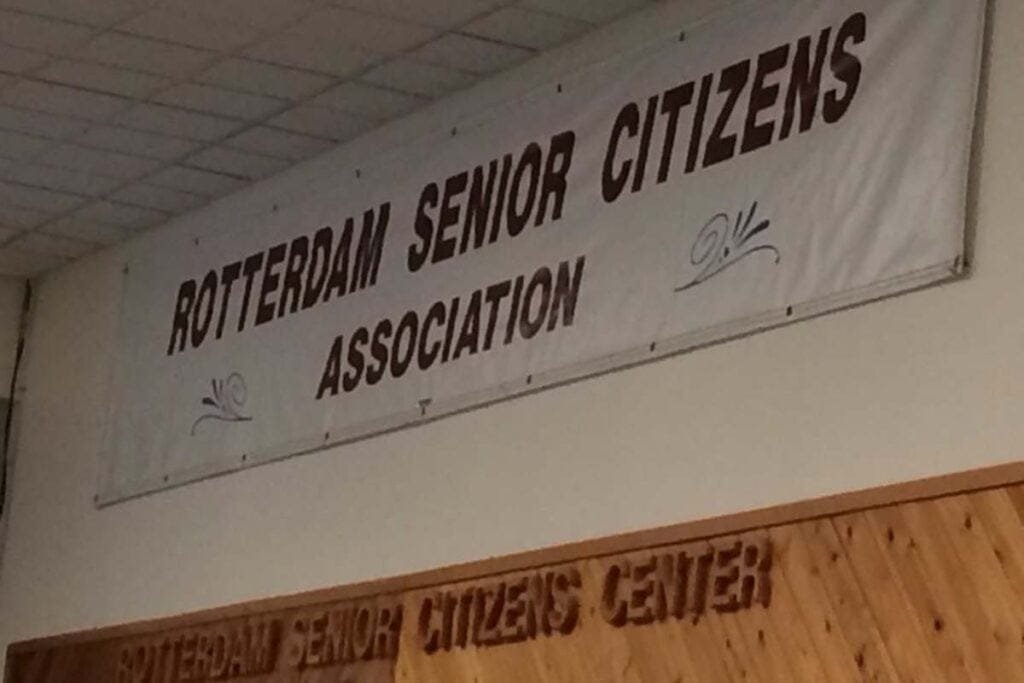 ROTTERDAM SENIOR CITIZENS
ASSOCIATION
ROTTERDAM SENIOR CITIZENS CENTER